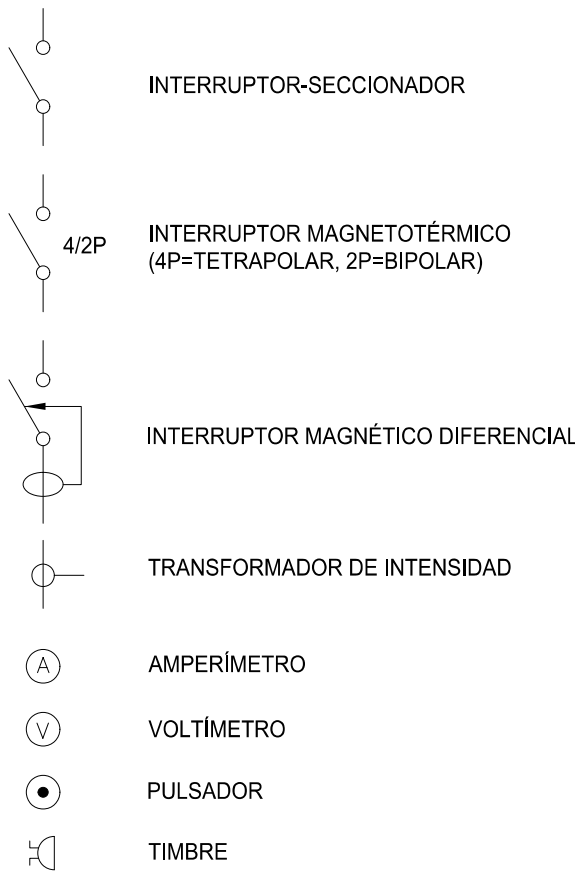 INTERRUPTOR-SECCIONADOR
4/2P
INTERRUPTOR MAGNETOTÉRMICO
(4P=TETRAPOLAR, 2P=BIPOLAR)
INTERRUPTOR MAGNÉTICO DIFERENCIAL
TRANSFORMADOR DE INTENSIDAD
A
AMPERÍMETRO
V
VOLTÍMETRO
PULSADOR
TIMBRE